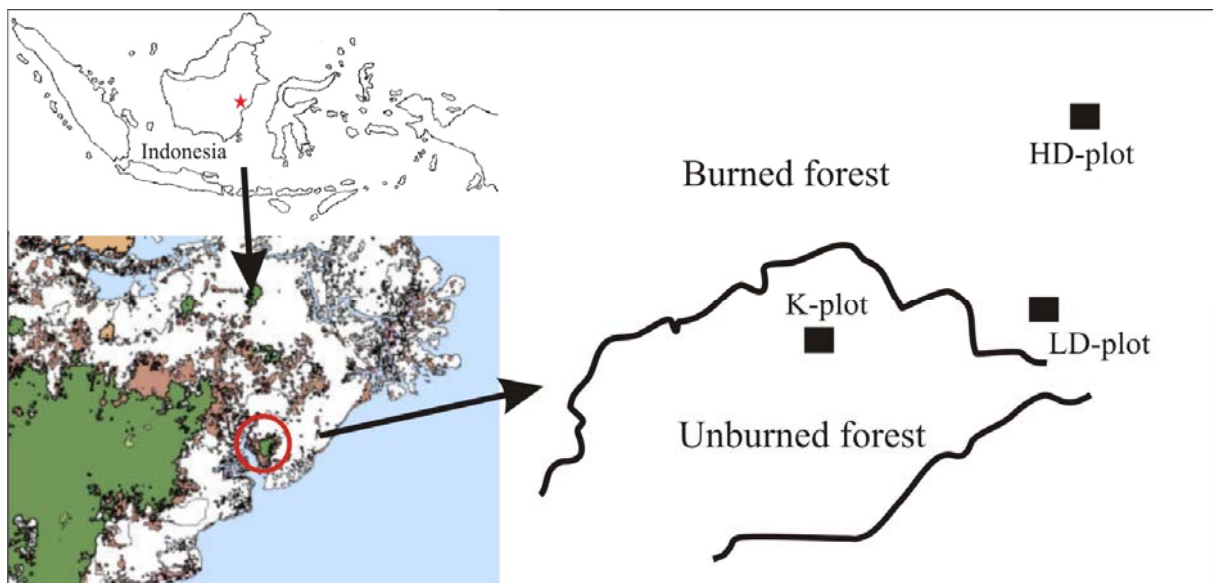 Indonesia
HD-plot
Burned forest
K-plot
LD-plot
Unburned forest